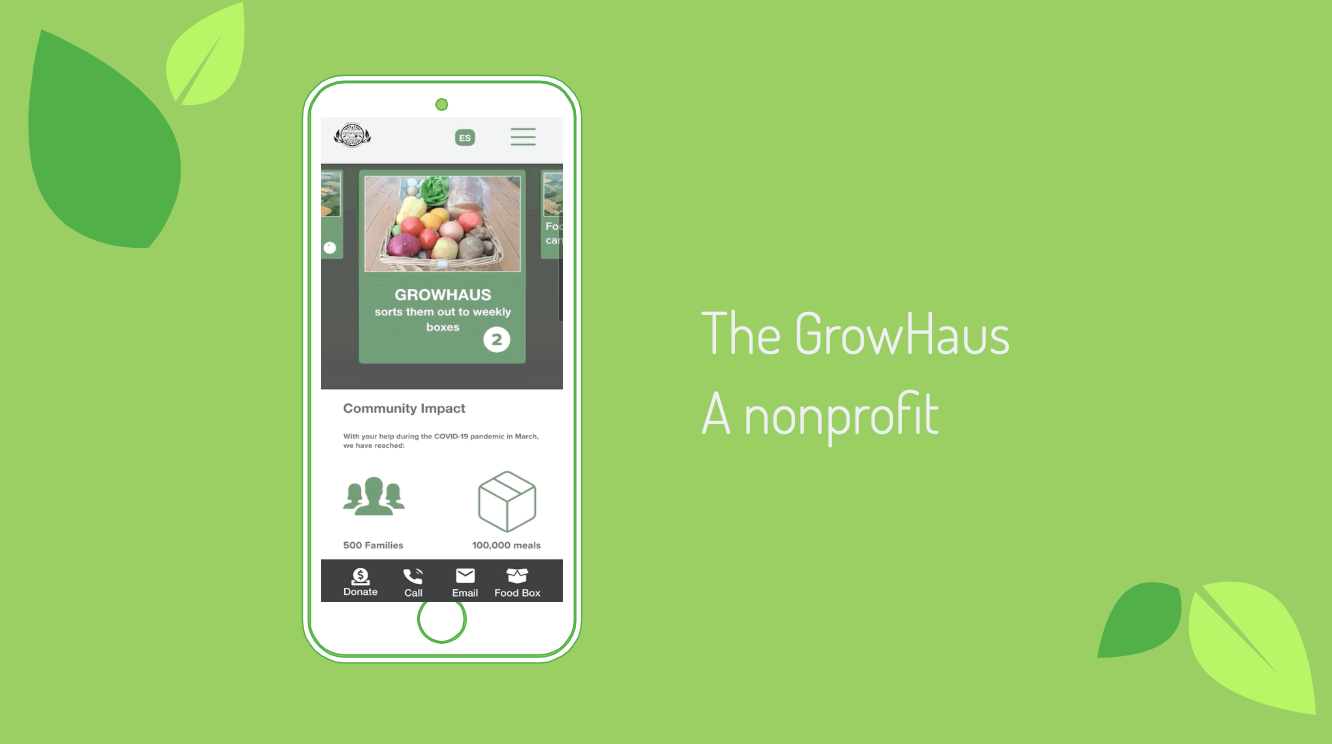 ES
Foo
can
GROWHAUS
sorts them out to weekly
boxes
2
Community Impact
With your help during the COVID-19 pandemic in March,
we have reached:
500 Families
100,000 meals
Donate
Call
Email
Food Box
The GrowHaus
A nonprofit